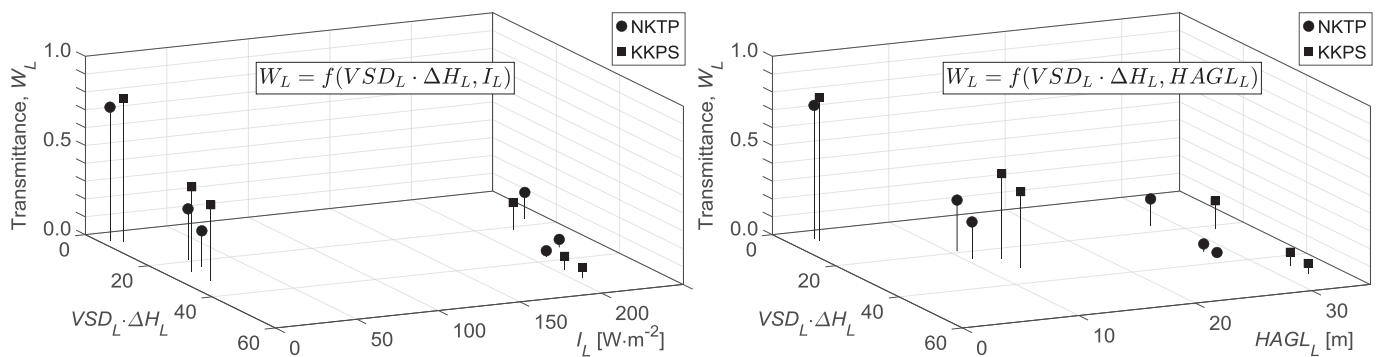 1.0
NKTP
KKPS
W_L = f(VSD_L · ΔH_L, I_L)
Transmittance, W_L
0.5
0.0
0
20
40
60
VSD_L·ΔH_L
0
50
100
150
200
I_L [W·m⁻²]
1.0
NKTP
KKPS
W_L = f(VSD_L · ΔH_L, HAGL_L)
Transmittance, W_L
0.5
0.0
0
20
40
60
VSD_L·ΔH_L
0
10
20
30
HAGL_L [m]